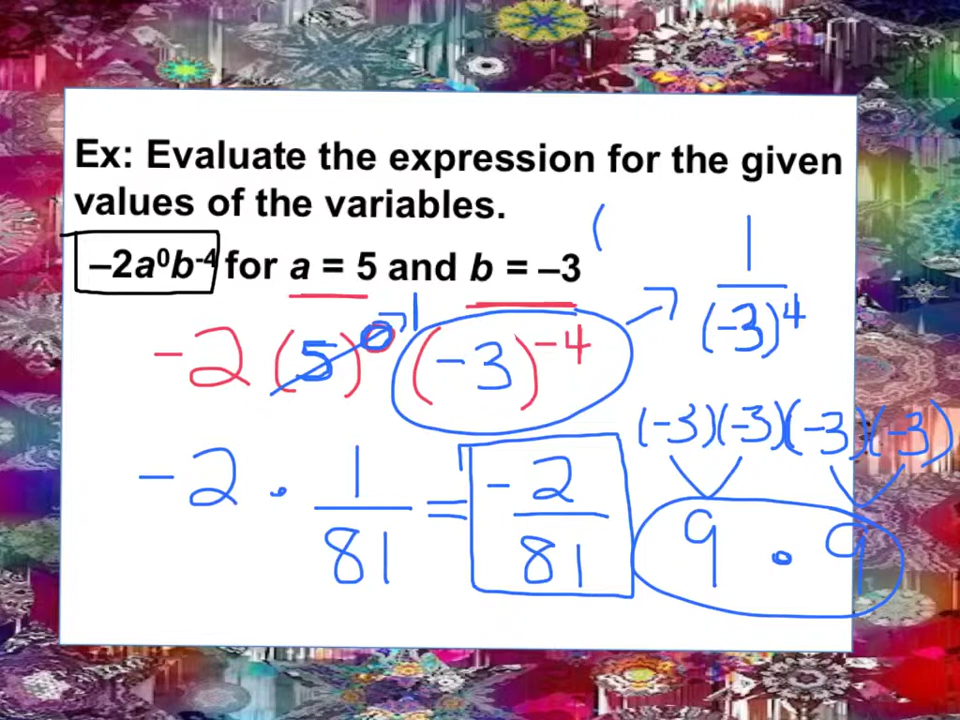 Ex: Evaluate the expression for the given
values of the variables.
–2a⁰b⁻⁴ for a = 5 and b = –3
(
1
(-3)⁴
-2 (5)⁰ → 1 (-3)⁻⁴ →
(-3)(-3)(-3)(-3)
-2 · 1/81 = -2/81
9 · 9